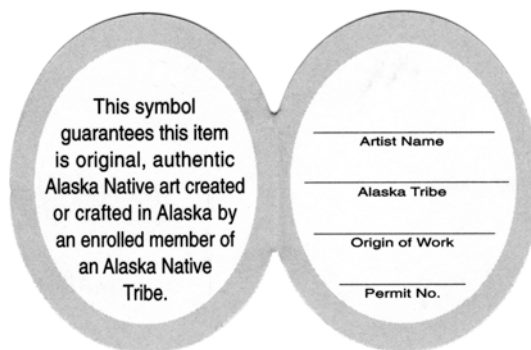 This symbol
guarantees this item
is original, authentic
Alaska Native art created
or crafted in Alaska by
an enrolled member of
an Alaska Native
Tribe.
Artist Name
Alaska Tribe
Origin of Work
Permit No.